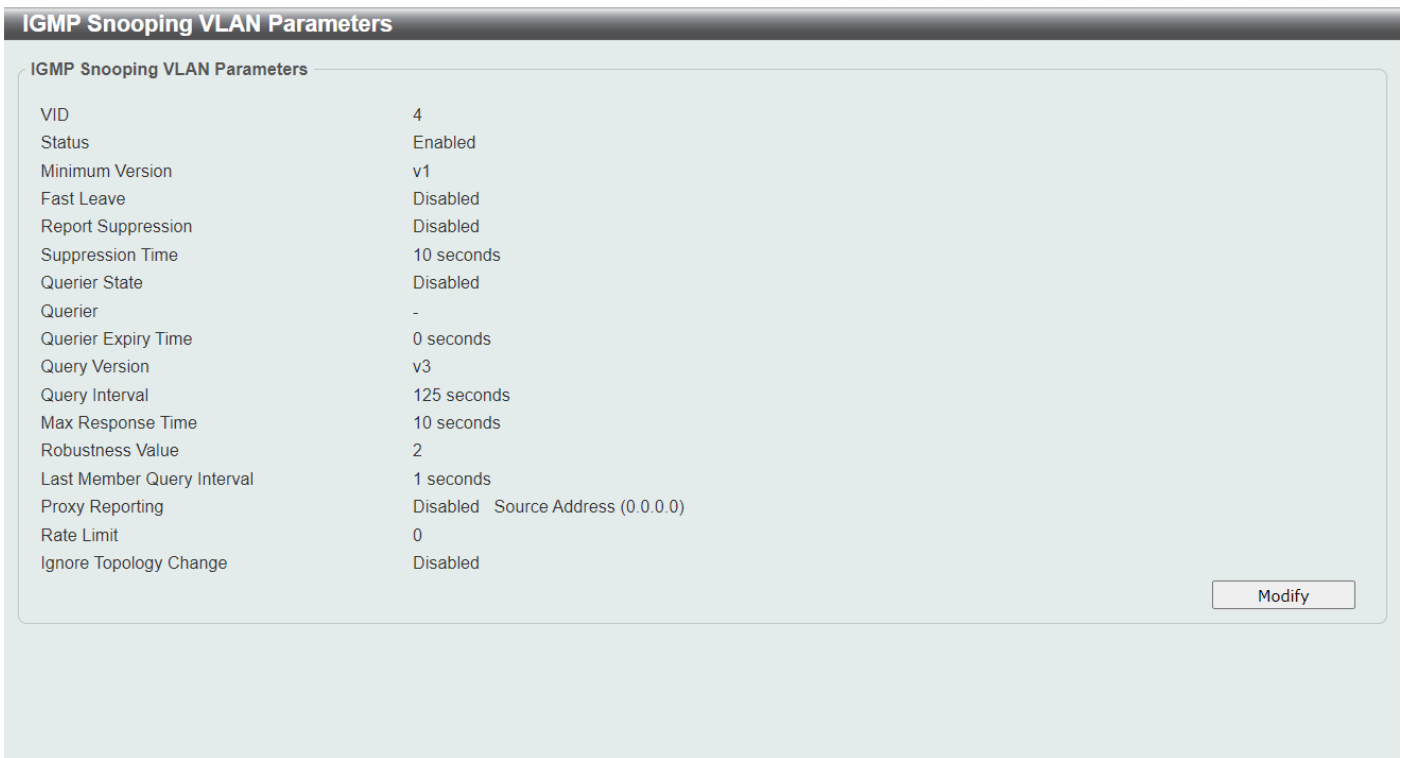 IGMP Snooping VLAN Parameters
IGMP Snooping VLAN Parameters
VID 4
Status Enabled
Minimum Version v1
Fast Leave Disabled
Report Suppression Disabled
Suppression Time 10 seconds
Querier State Disabled
Querier -
Querier Expiry Time 0 seconds
Query Version v3
Query Interval 125 seconds
Max Response Time 10 seconds
Robustness Value 2
Last Member Query Interval 1 seconds
Proxy Reporting Disabled Source Address (0.0.0.0)
Rate Limit 0
Ignore Topology Change Disabled
Modify